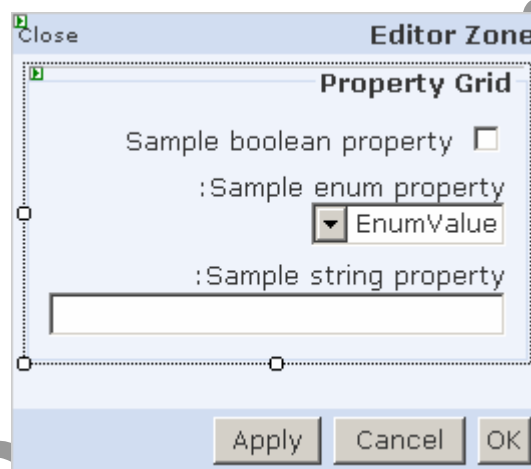 Close Editor Zone
Property Grid
Sample boolean property
:Sample enum property
EnumValue
:Sample string property
Apply Cancel OK